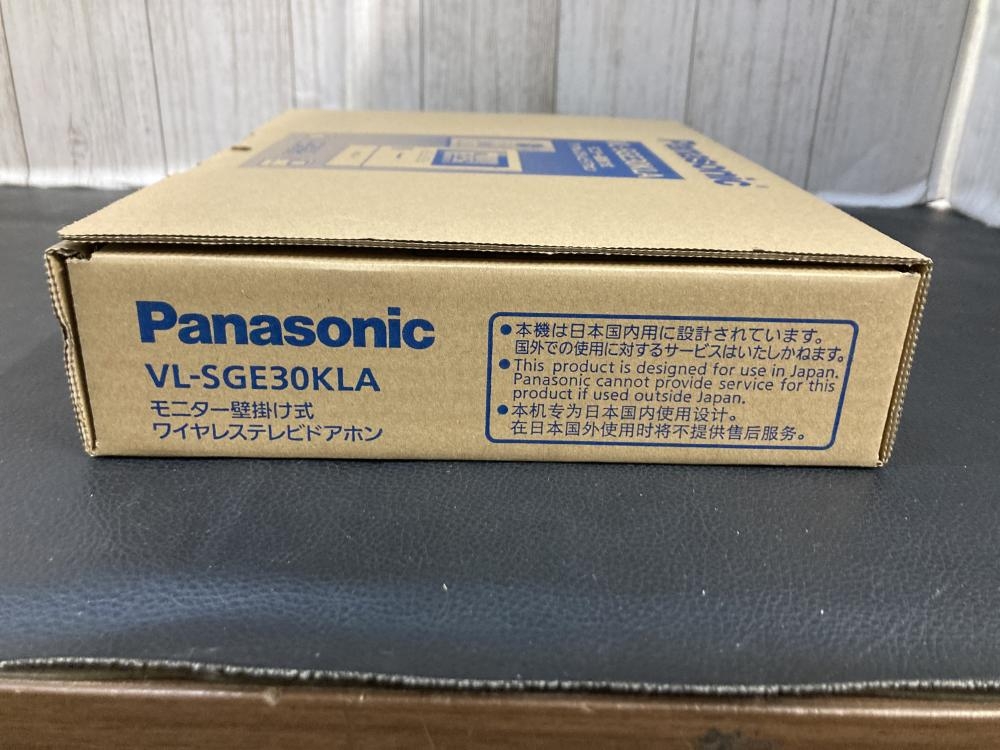 Panasonic
VL-SGE30KLA
Panasonic
VL-SGE30KLA
モニター壁掛け式
ワイヤレステレビドアホン
●本機は日本国内用に設計されています。
国外での使用に対するサービスはいたしかねます。
●This product is designed for use in Japan.
Panasonic cannot provide service for this
product if used outside Japan.
●本机专为日本国内使用设计。
在日本国外使用时将不提供售后服务。